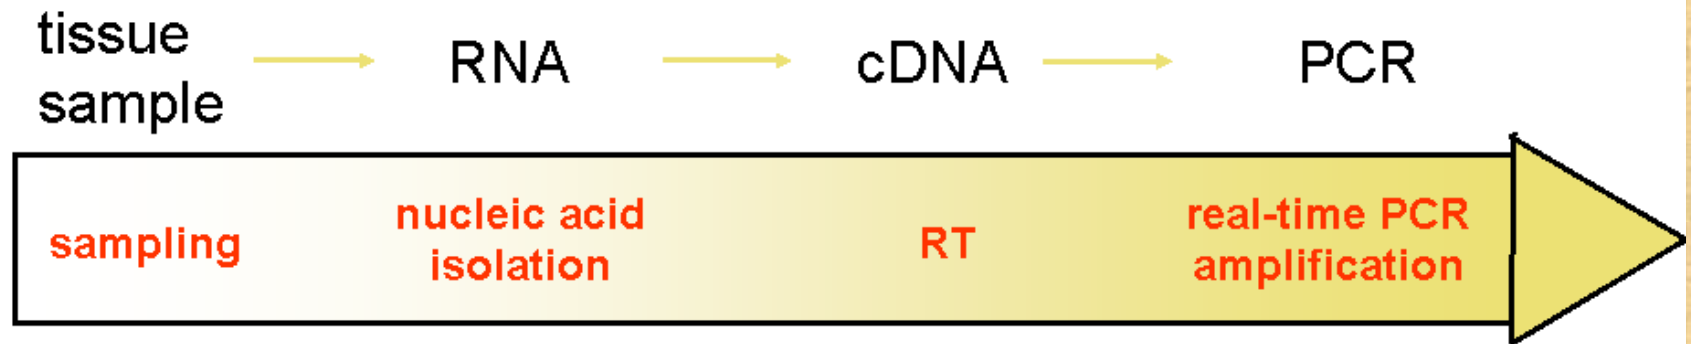 tissue
sample
RNA
cDNA
PCR
sampling
nucleic acid
isolation
RT
real-time PCR
amplification